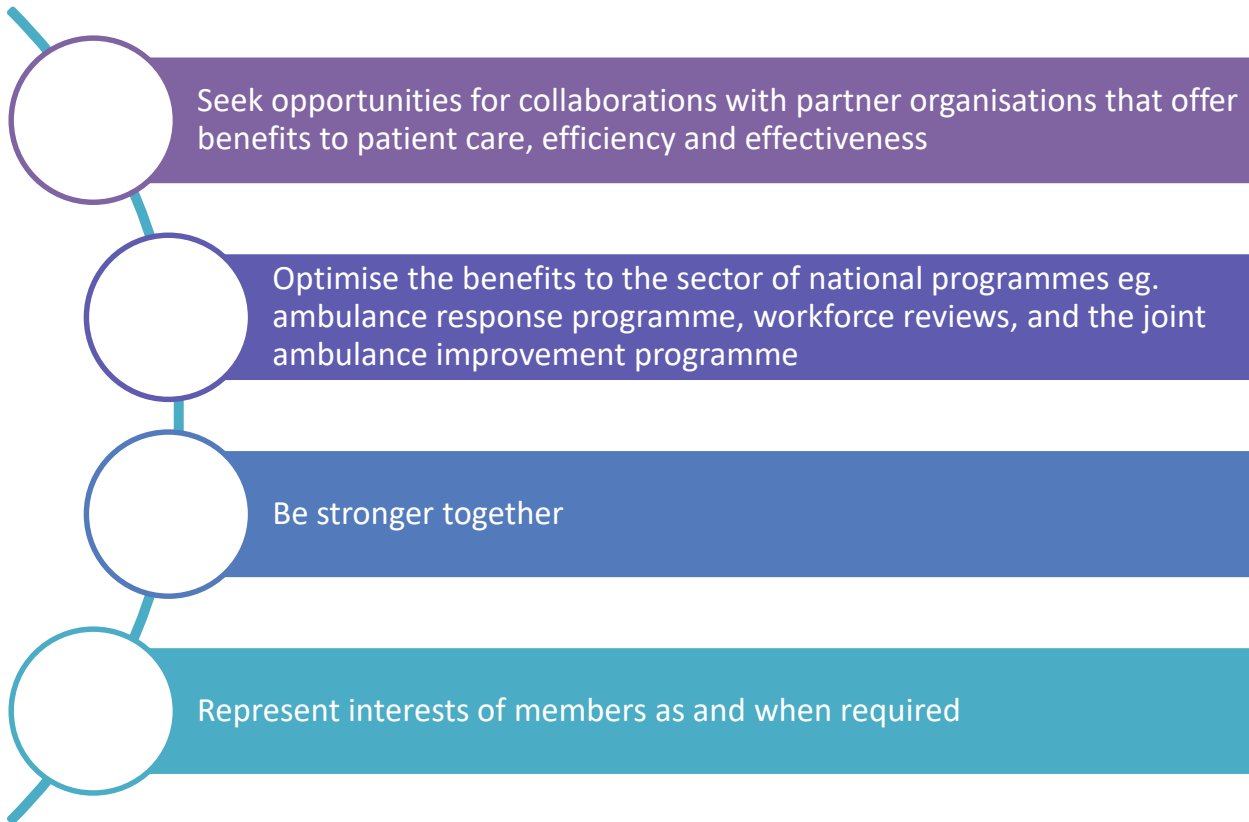 Seek opportunities for collaborations with partner organisations that offer
benefits to patient care, efficiency and effectiveness
Optimise the benefits to the sector of national programmes eg.
ambulance response programme, workforce reviews, and the joint
ambulance improvement programme
Be stronger together
Represent interests of members as and when required